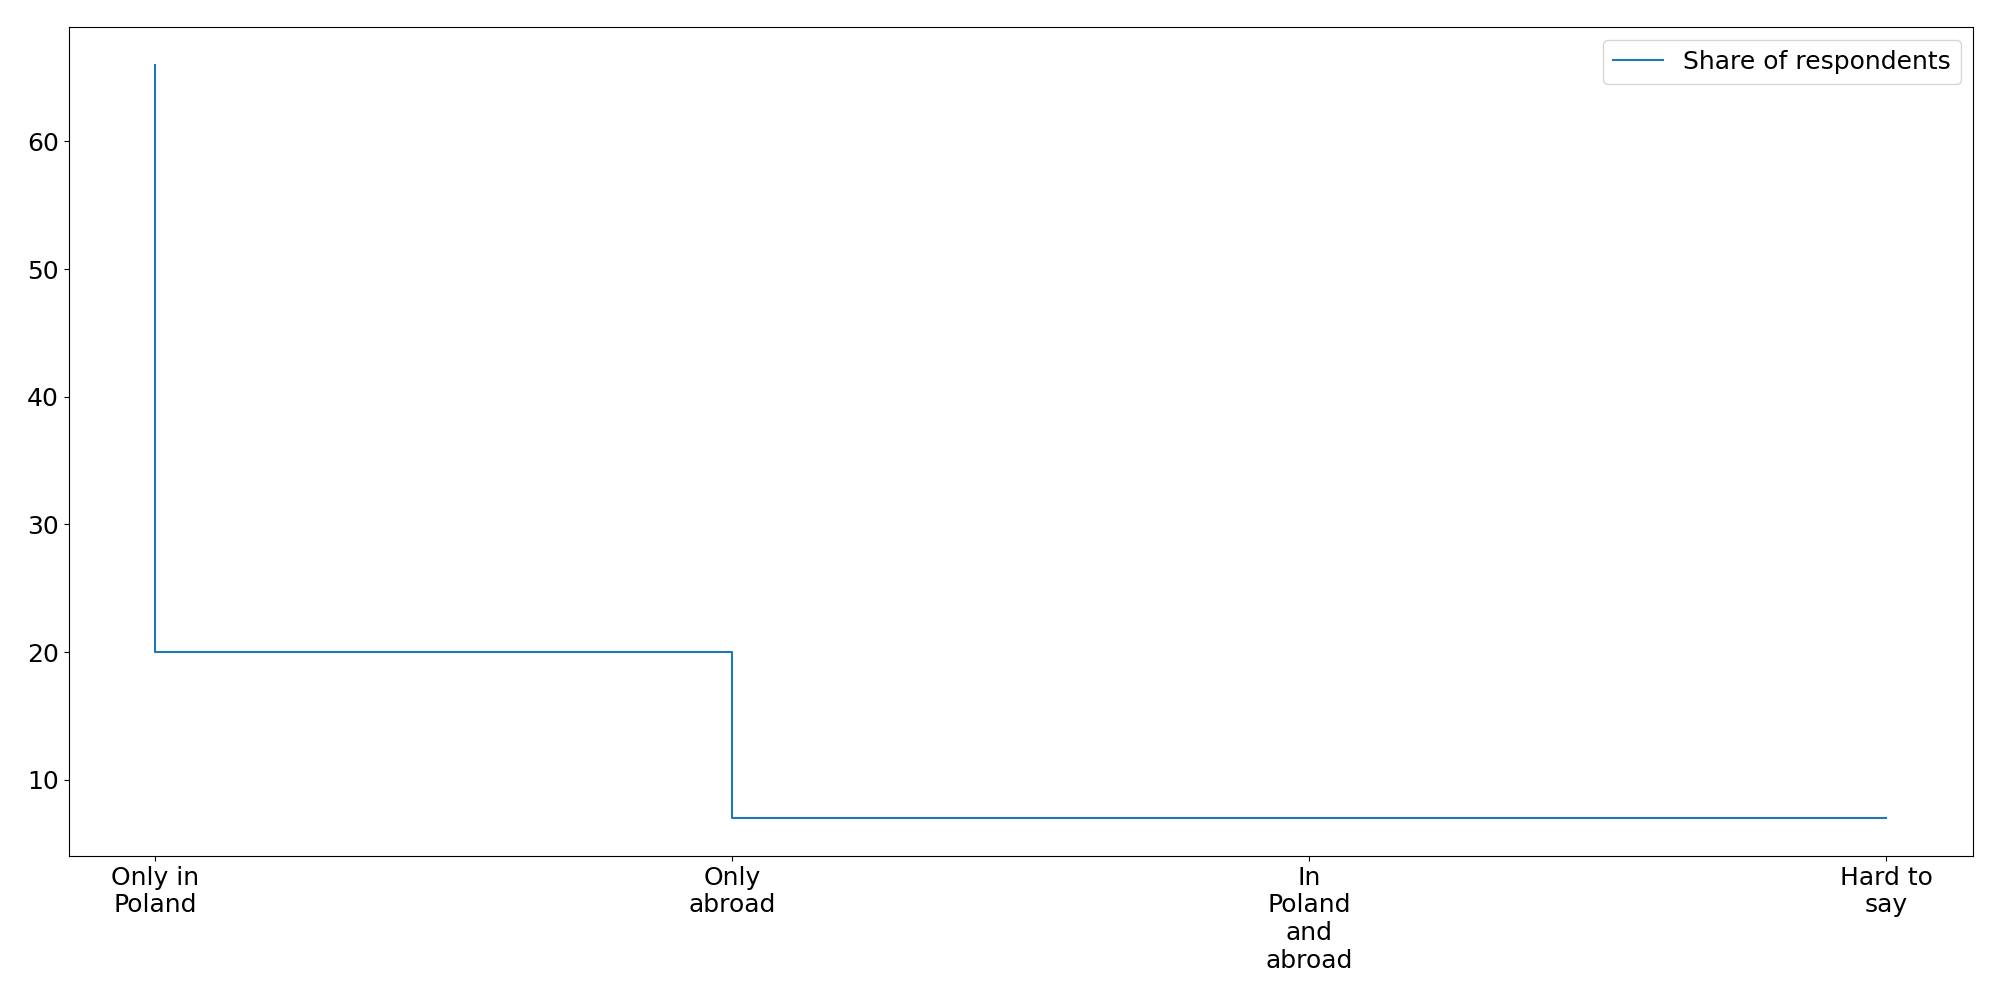 Share of respondents
60
50
40
30
20
10
Only in
Poland
Only
abroad
In
Poland
and
abroad
Hard to
say